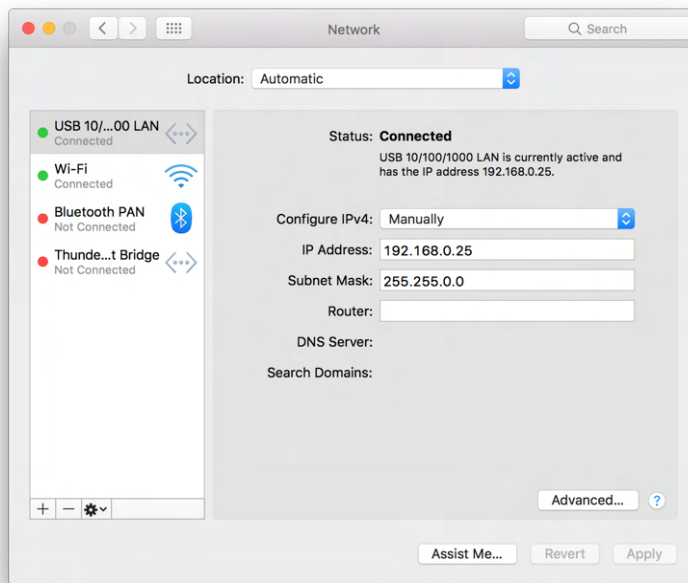 Network
Search
Location: Automatic
USB 10/...00 LAN
Connected
Wi-Fi
Connected
Bluetooth PAN
Not Connected
Thunde...t Bridge
Not Connected
Status: Connected
USB 10/100/1000 LAN is currently active and
has the IP address 192.168.0.25.
Configure IPv4: Manually
IP Address: 192.168.0.25
Subnet Mask: 255.255.0.0
Router:
DNS Server:
Search Domains:
Advanced... ?
Assist Me... Revert Apply